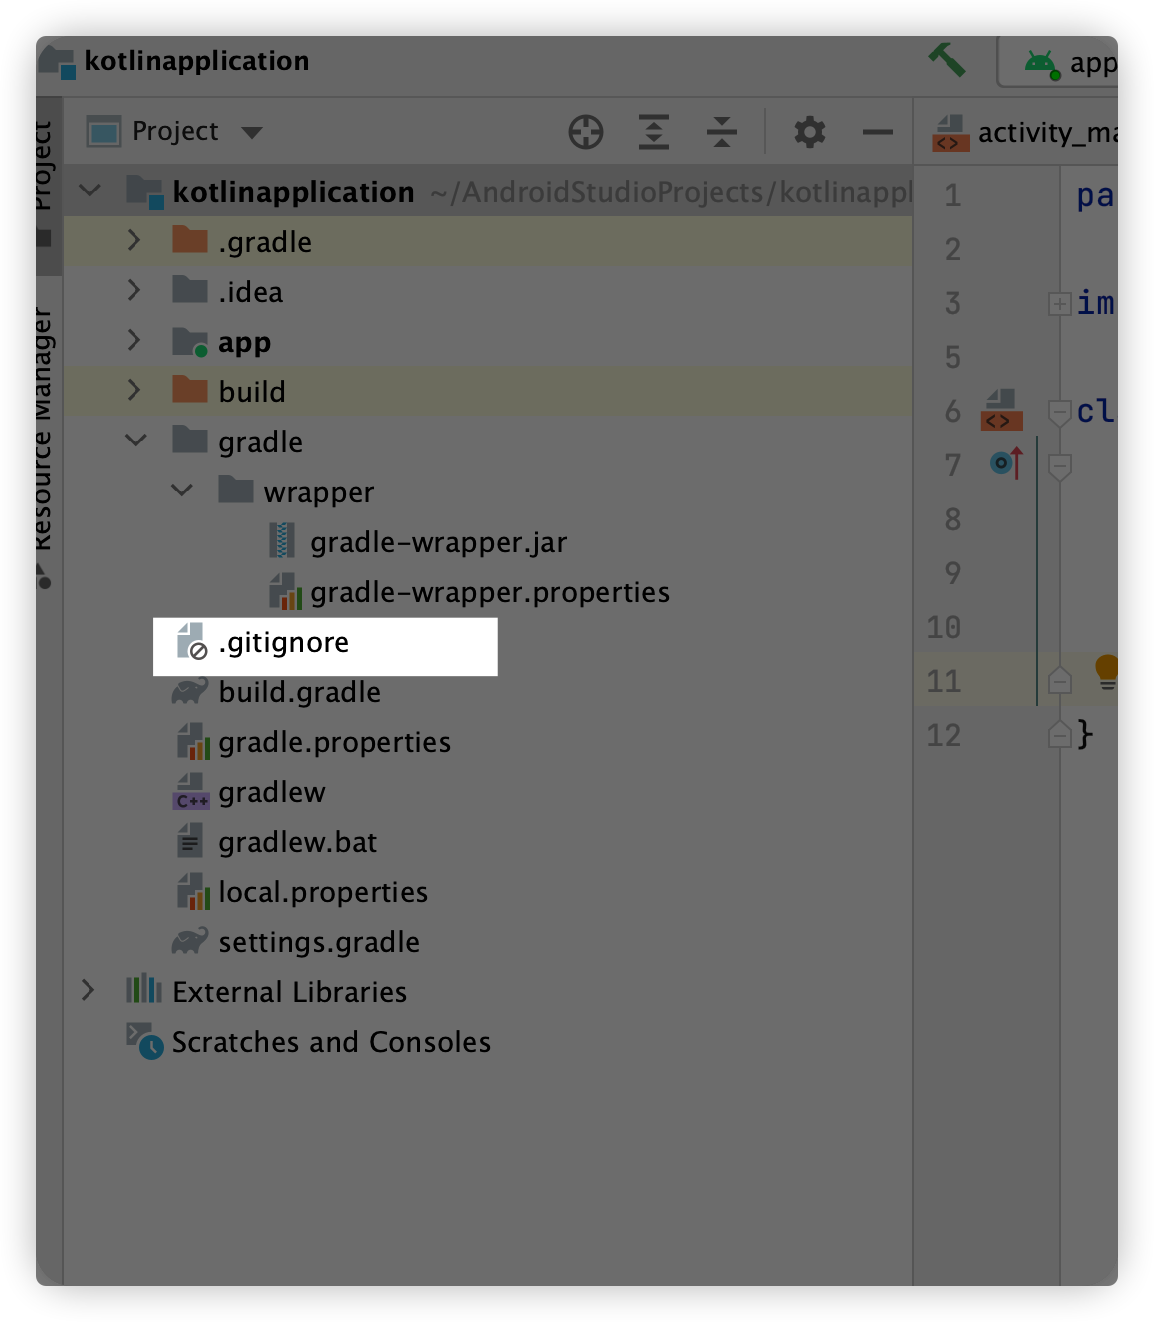 kotlinapplication
app
Project
activity_ma
Project
Resource Manager
kotlinapplication ~/AndroidStudioProjects/kotlinappl
.gradle
.idea
app
build
gradle
wrapper
gradle-wrapper.jar
gradle-wrapper.properties
.gitignore
build.gradle
gradle.properties
C++ gradlew
gradlew.bat
local.properties
settings.gradle
External Libraries
Scratches and Consoles
1 pa
2
3 im
5
6 <> cl
7
8
9
10
11
12 }